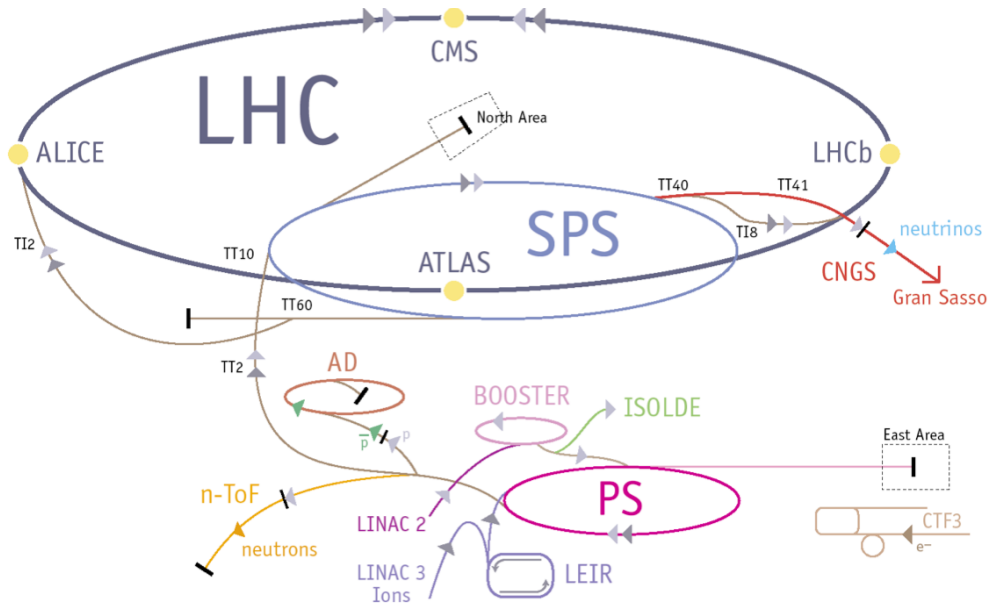 CMS
LHC
North Area
ALICE
LHCb
TT40
TT41
SPS
TI8
neutrinos
TI2
TT10
ATLAS
CNGS
Gran Sasso
TT60
TT2
AD
BOOSTER
ISOLDE
p
p̅
East Area
n-ToF
PS
LINAC 2
CTF3
neutrons
e–
LINAC 3
Ions
LEIR